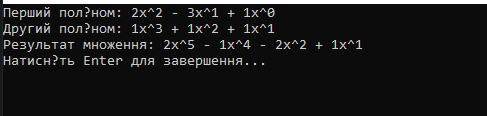 Перший пол?ном: 2x^2 - 3x^1 + 1x^0
Другий пол?ном: 1x^3 + 1x^2 + 1x^1
Результат множення: 2x^5 - 1x^4 - 2x^2 + 1x^1
Натисн?ть Enter для завершення...